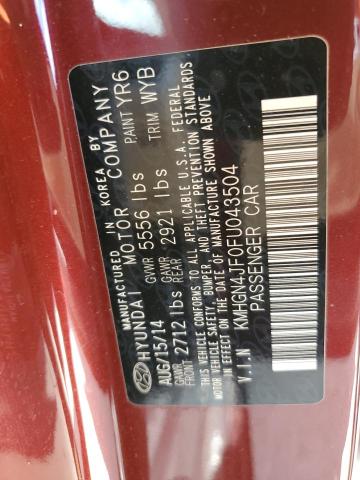 MANUFACTURED IN KOREA BY
HYUNDAI MOTOR COMPANY
AUG/15/14 GVWR 5556 lbs PAINT YR6
GAWR FRONT 2712 lbs GAWR REAR 2921 lbs TRIM WYB
THIS VEHICLE CONFORMS TO ALL APPLICABLE U.S.A. FEDERAL
MOTOR VEHICLE SAFETY, BUMPER, AND
THEFT PREVENTION STANDARDS
IN EFFECT ON THE DATE OF MANUFACTURE SHOWN ABOVE
V.I.N KMHGN4JF0FU043504
PASSENGER CAR